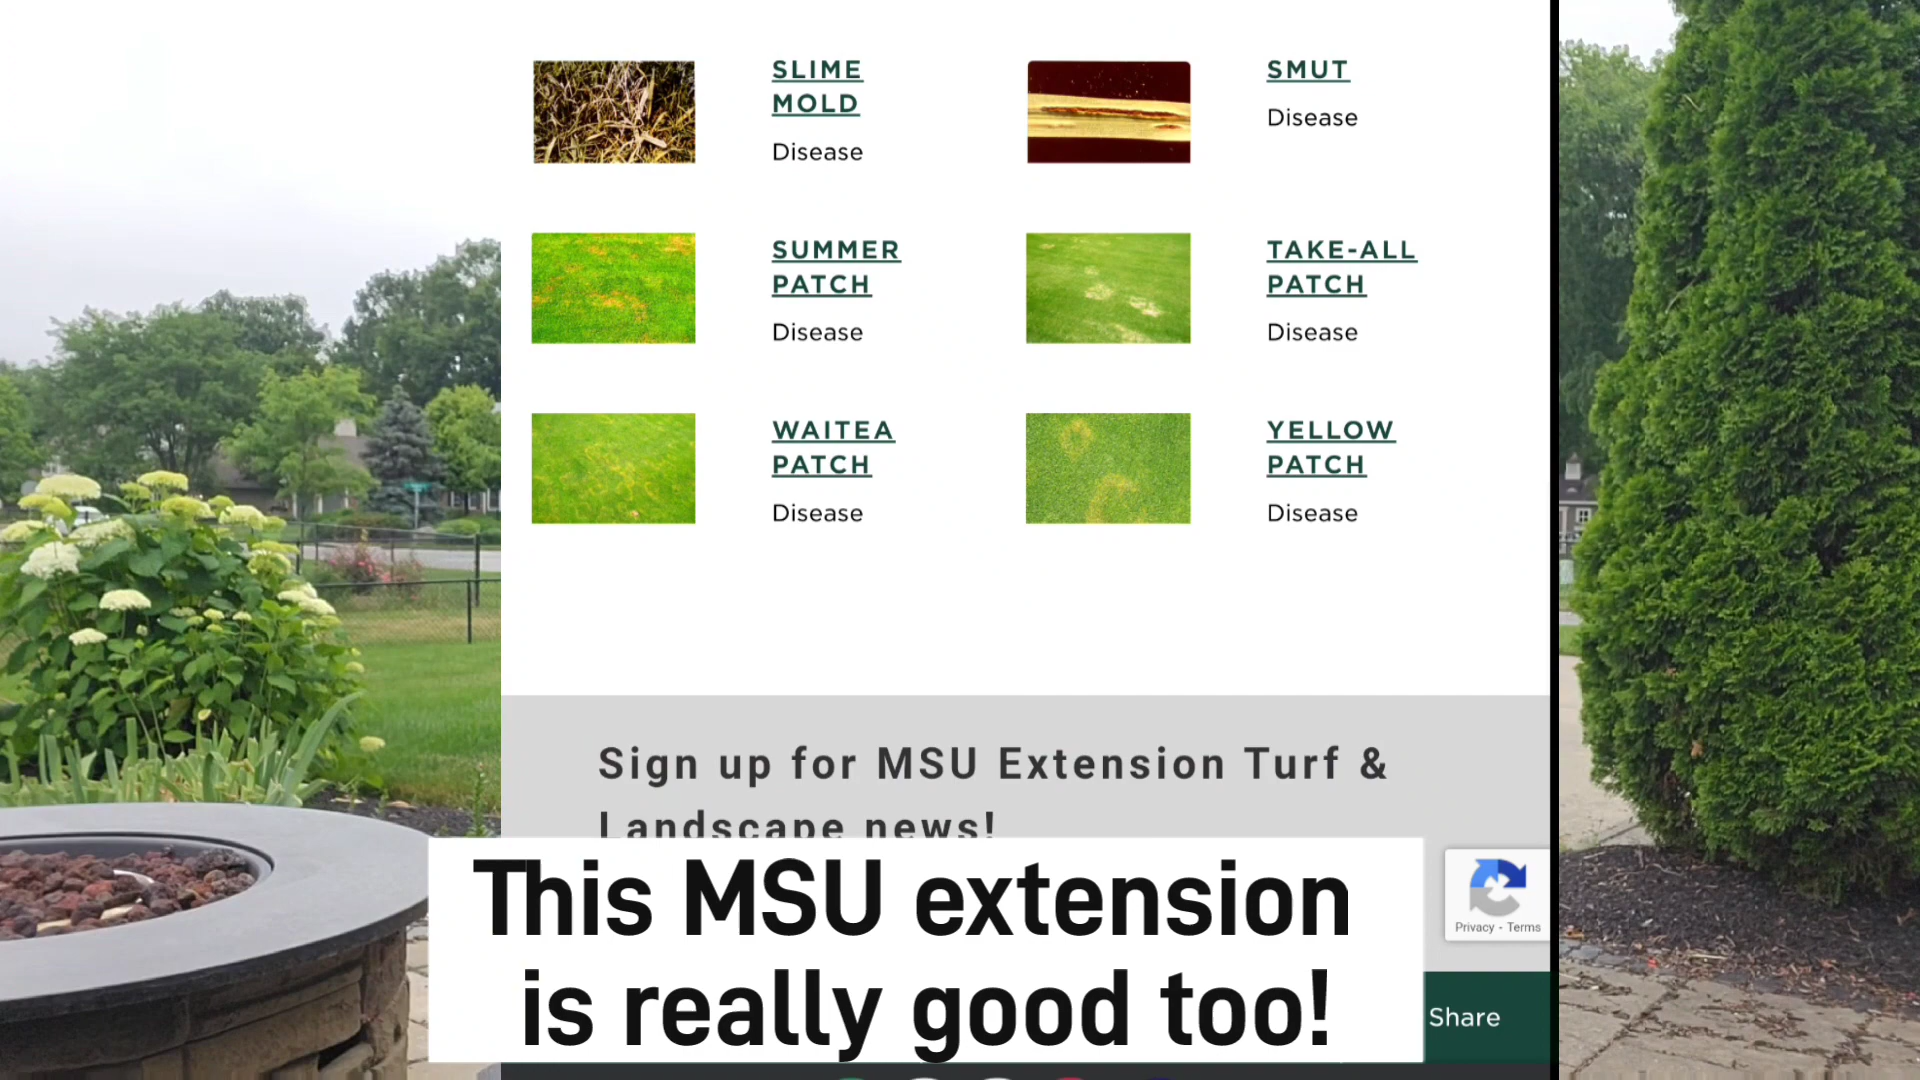 SLIME
MOLD
Disease
SMUT
Disease
SUMMER
PATCH
Disease
TAKE-ALL
PATCH
Disease
WAITEA
PATCH
Disease
YELLOW
PATCH
Disease
Sign up for MSU Extension Turf &
Landscape news!
This MSU extension
is really good too!
Privacy - Terms
Share